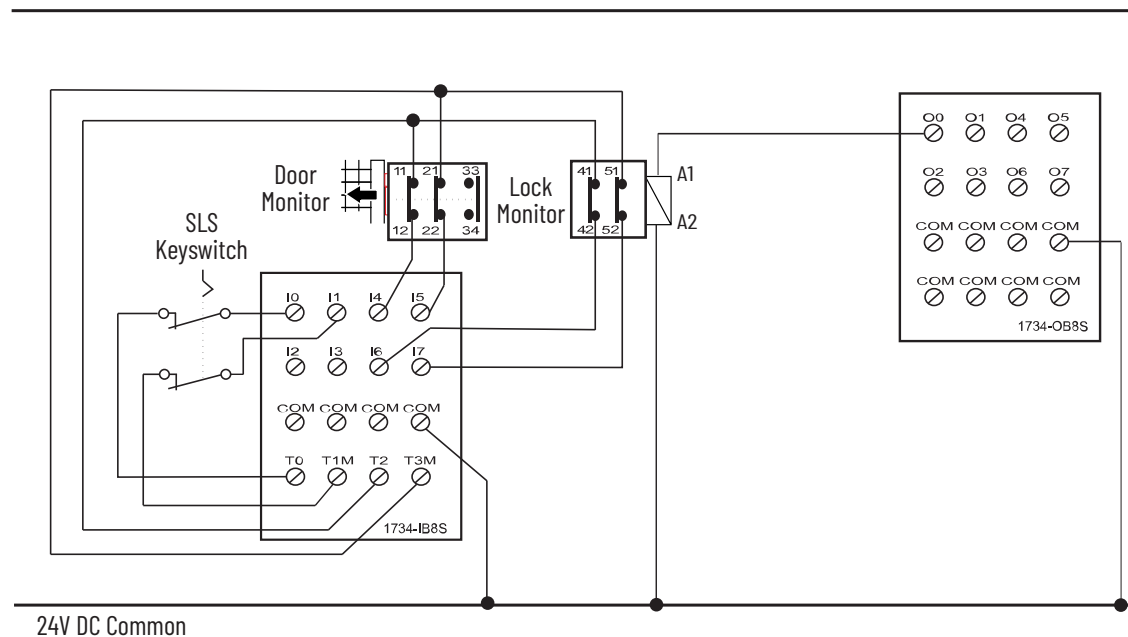 O0 O1 O4 O5
11 21 33
41 51
A1
Door
Monitor
Lock
Monitor
O2 O3 O6 O7
12 22 34
42 52
A2
SLS
Keyswitch
COM COM COM COM
I0 I1 I4 I5
COM COM COM COM
1734-OB8S
I2 I3 I6 I7
COM COM COM COM
T0 T1M T2 T3M
1734-IB8S
24V DC Common